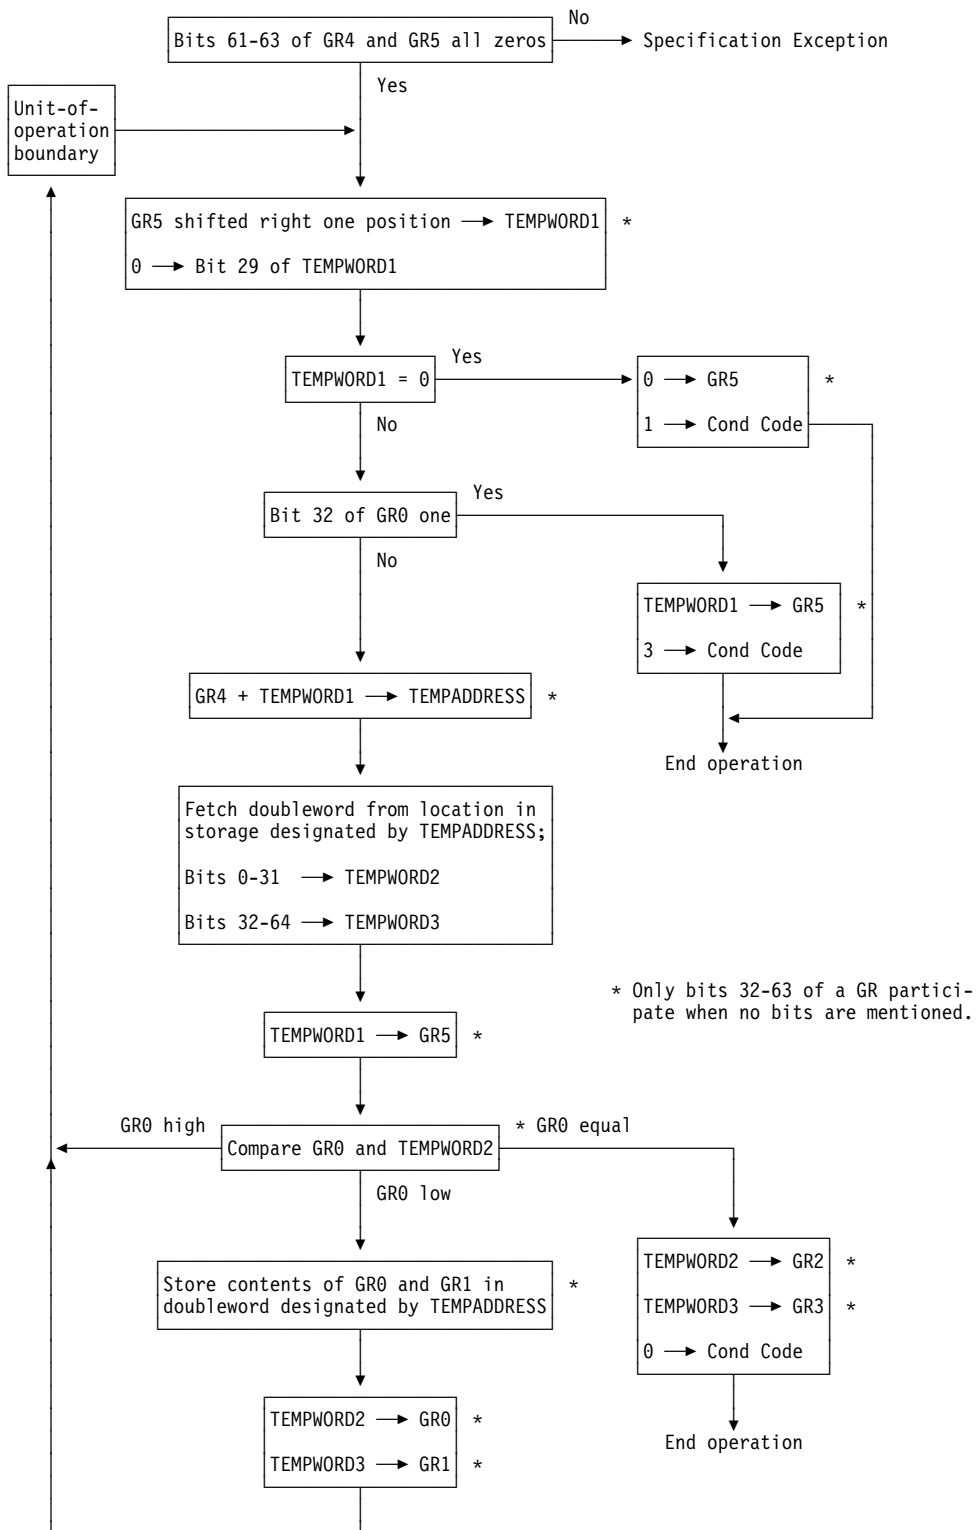 No
Bits 61-63 of GR4 and GR5 all zeros
Specification Exception
Yes
Unit-of-
operation
boundary
GR5 shifted right one position → TEMPWORD1 *
0 → Bit 29 of TEMPWORD1
Yes
TEMPWORD1 = 0
0 → GR5 *
1 → Cond Code
No
Yes
Bit 32 of GR0 one
No
TEMPWORD1 → GR5 *
3 → Cond Code
GR4 + TEMPWORD1 → TEMPADDRESS *
End operation
Fetch doubleword from location in
storage designated by TEMPADDRESS;
Bits 0-31 → TEMPWORD2
Bits 32-64 → TEMPWORD3
* Only bits 32-63 of a GR partici-
pate when no bits are mentioned.
TEMPWORD1 → GR5 *
GR0 high
* GR0 equal
Compare GR0 and TEMPWORD2
GR0 low
TEMPWORD2 → GR2 *
TEMPWORD3 → GR3 *
0 → Cond Code
Store contents of GR0 and GR1 in *
doubleword designated by TEMPADDRESS
TEMPWORD2 → GR0 *
TEMPWORD3 → GR1 *
End operation